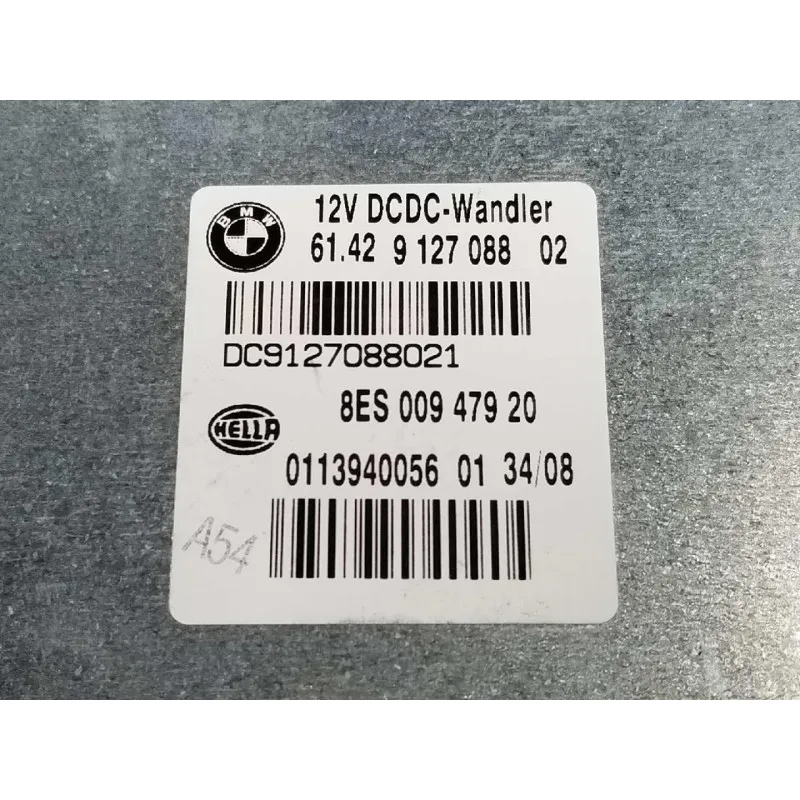 BMW
12V DCDC-Wandler
61.42 9 127 088 02
DC9127088021
8ES 009 479 20
HELLA
0113940056 01 34/08
A54